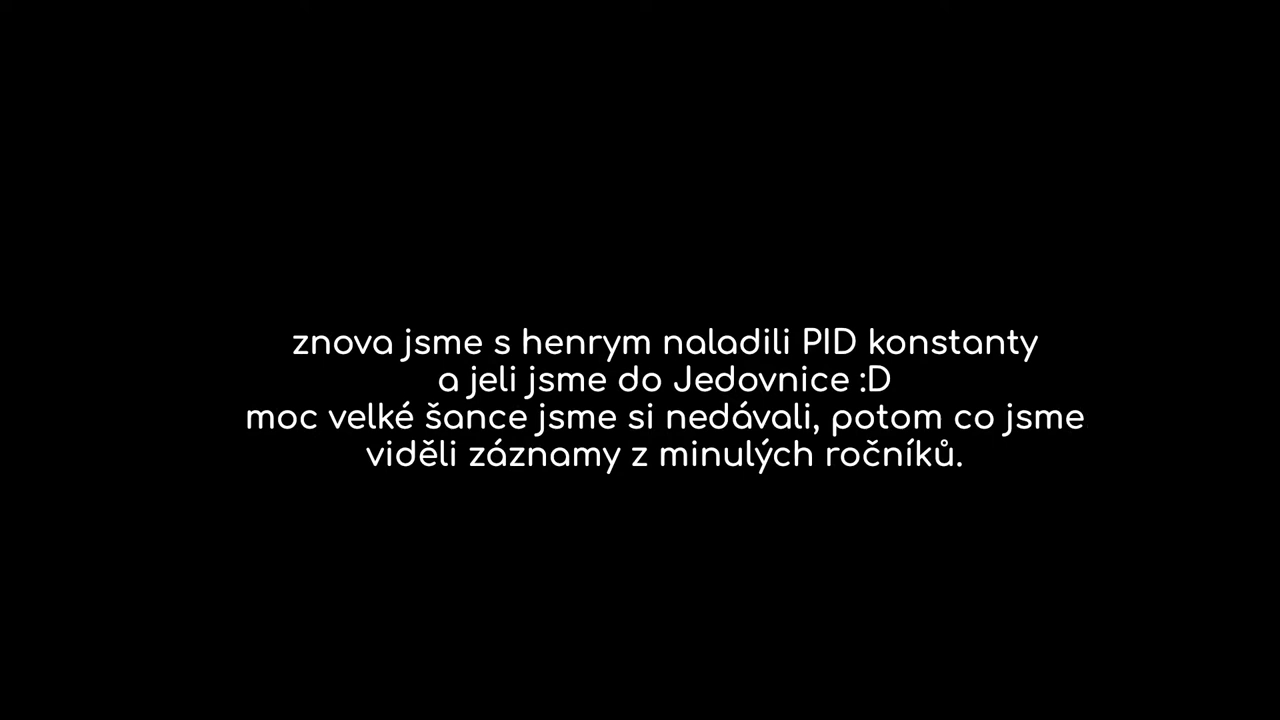 znova jsme s henrym naladili PID konstanty
a jeli jsme do Jedovnice :D
moc velké šance jsme si nedávali, potom co jsme
viděli záznamy z minulých ročníků.